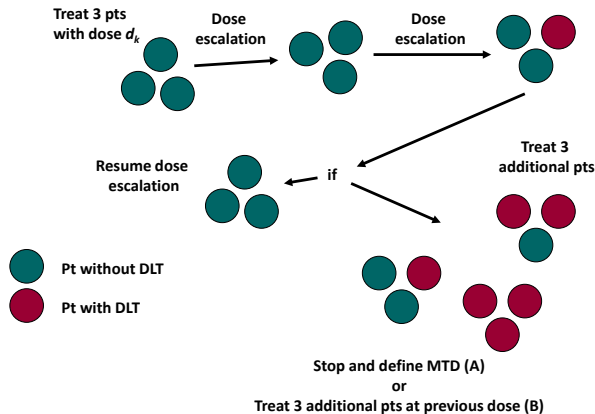 Treat 3 pts
with dose dk
Dose
escalation
Dose
escalation
Treat 3
additional pts
Resume dose
escalation
if
Pt without DLT
Pt with DLT
Stop and define MTD (A)
or
Treat 3 additional pts at previous dose (B)